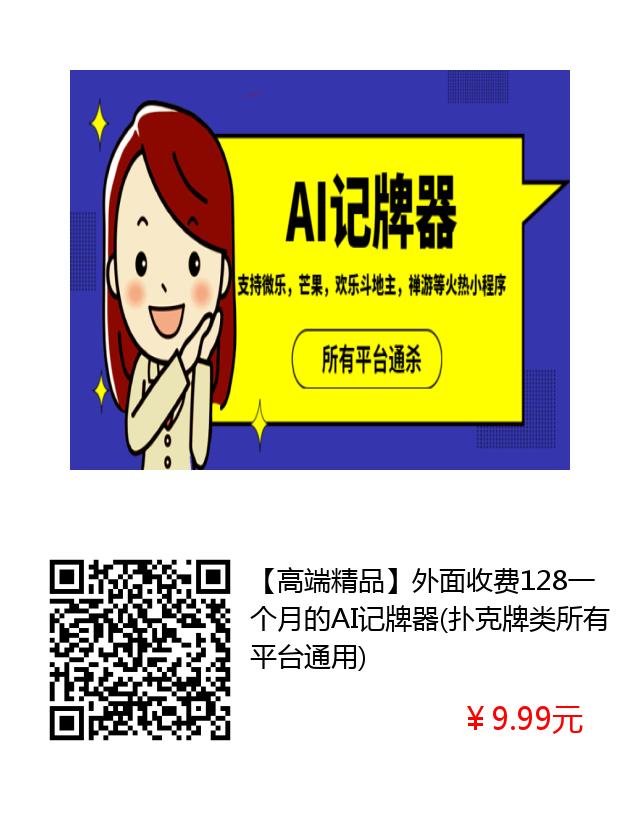 AI记牌器
支持微乐，芒果，欢乐斗地主，禅游等火热小程序
所有平台通杀
【高端精品】外面收费128一
个月的AI记牌器(扑克牌类所有
平台通用)
￥9.99元